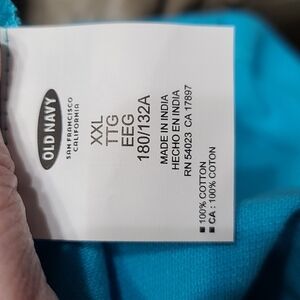 OLD NAVY
SAN FRANCISCO
CALIFORNIA
XXL
TTG
EEG
180/132A
MADE IN INDIA
HECHO EN INDIA
RN 54023 CA 17897
100% COTTON
CA : 100% COTON